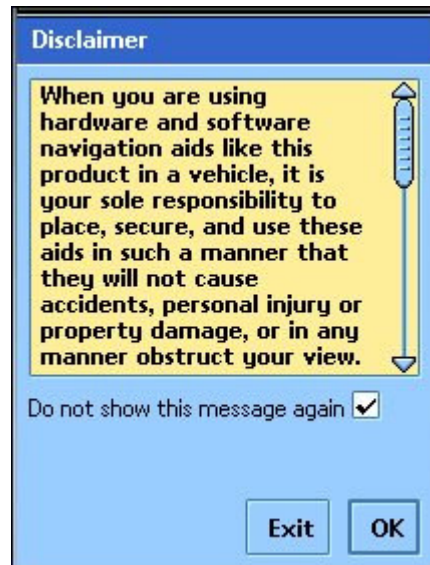 Disclaimer
When you are using
hardware and software
navigation aids like this
product in a vehicle, it is
your sole responsibility to
place, secure, and use these
aids in such a manner that
they will not cause
accidents, personal injury or
property damage, or in any
manner obstruct your view.
Do not show this message again
Exit
OK